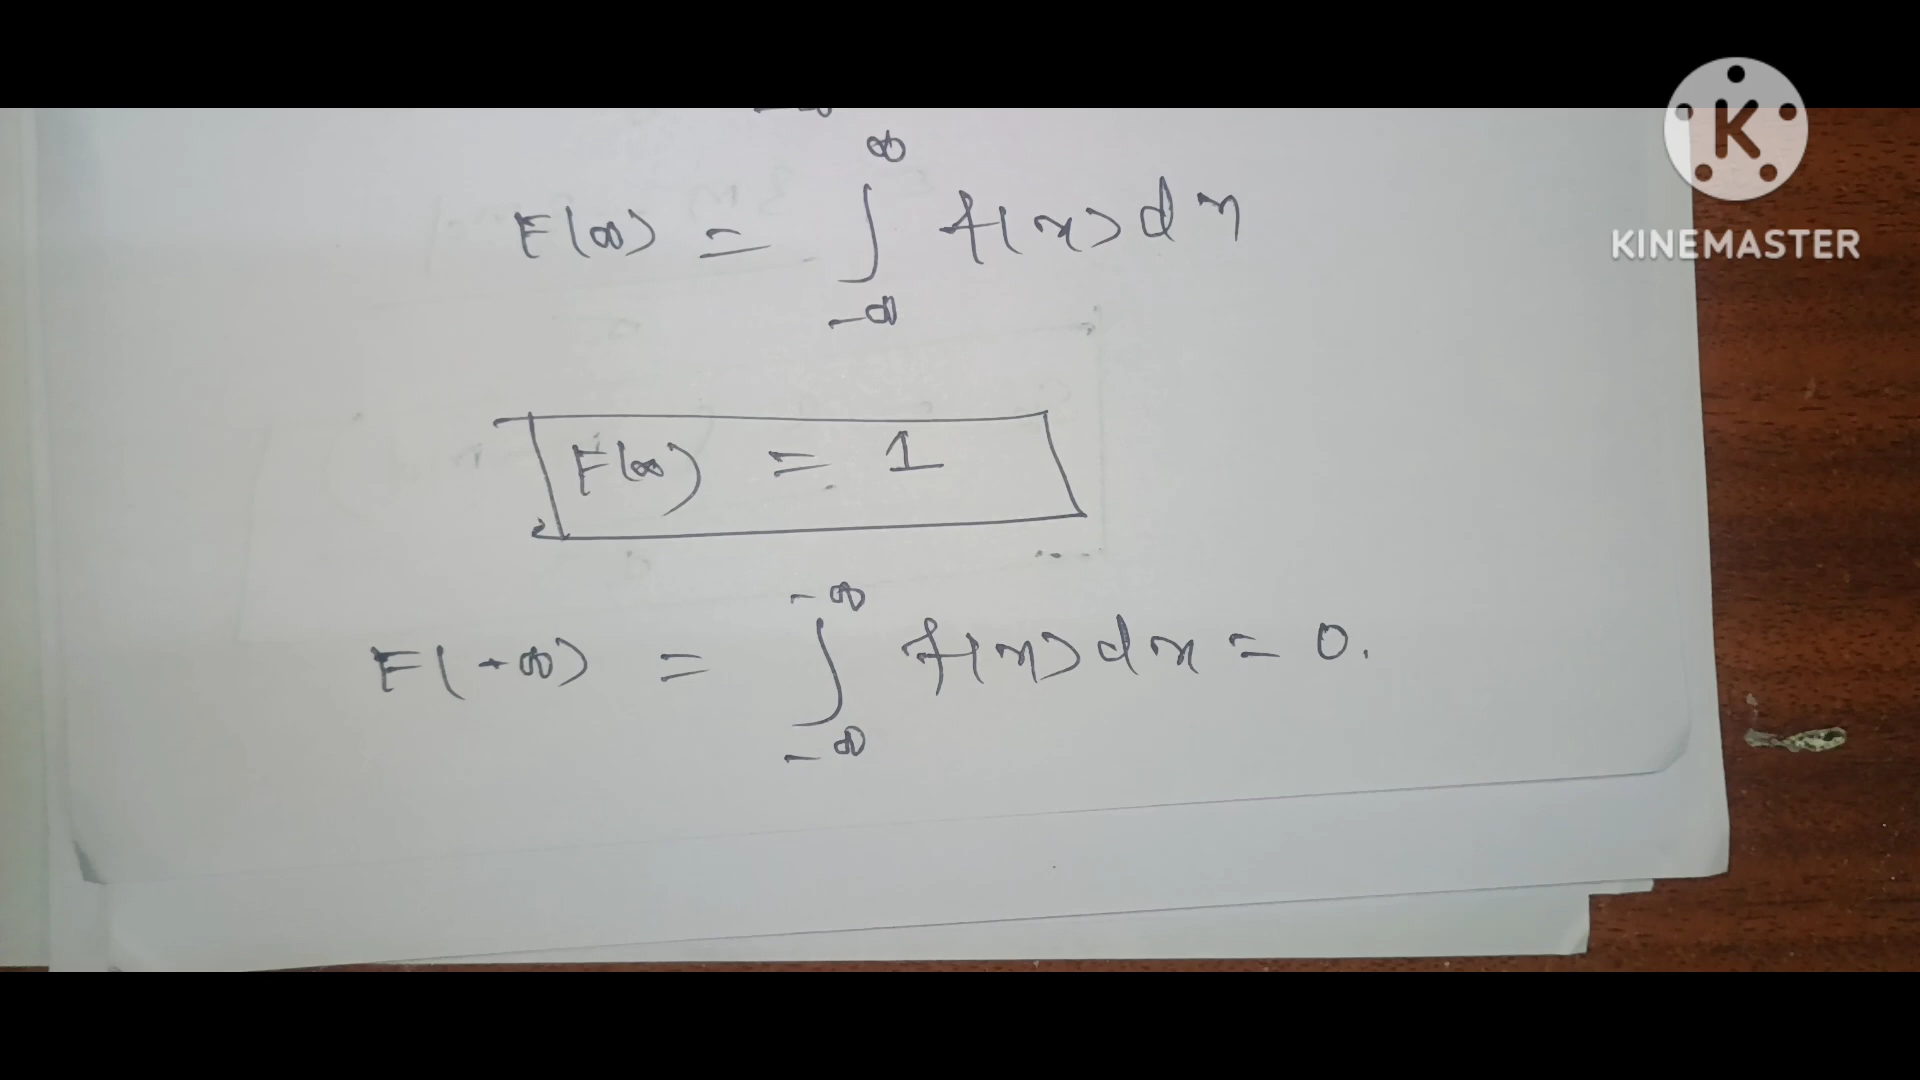 F(∞) = ∫_{-∞}^{∞} f(x) dx
F(∞) = 1
F(-∞) = ∫_{-∞}^{-∞} f(x) dx = 0.
K
KINEMASTER